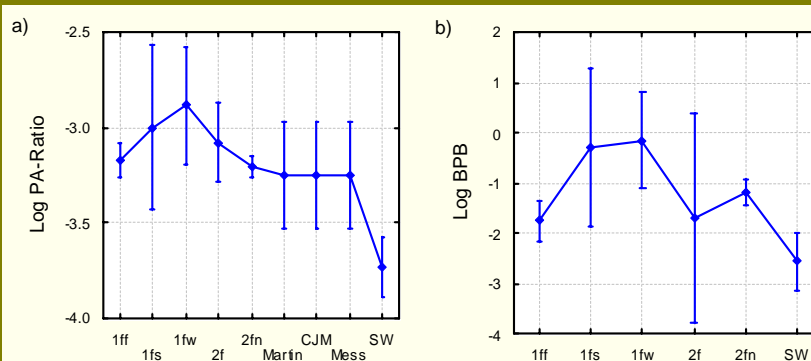 a)
-2.5
-3.0
-3.5
-4.0
Log PA-Ratio
1ff 1fs 1fw 2f 2fn Martin CJM Mess SW
b)
2
1
0
-1
-2
-3
-4
Log BPB
1ff 1fs 1fw 2f 2fn SW